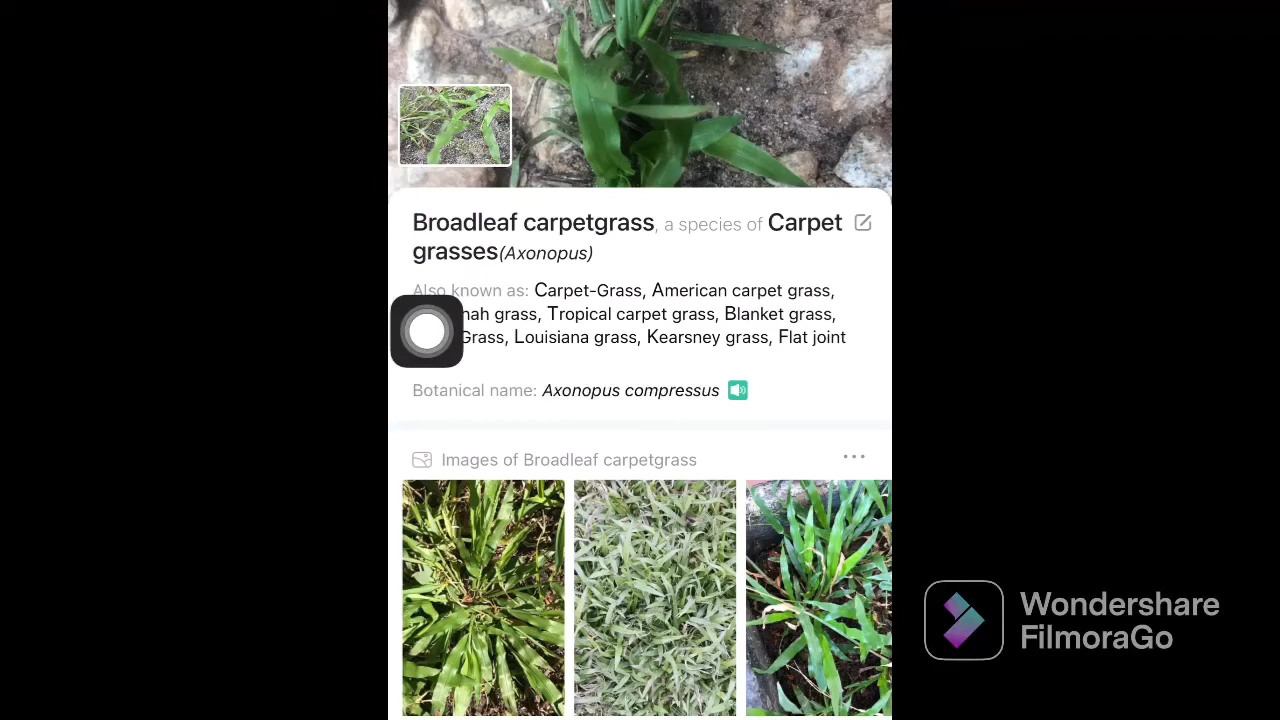 Broadleaf carpetgrass, a species of Carpet
grasses(Axonopus)
Also known as: Carpet-Grass, American carpet grass,
grass, Tropical carpet grass, Blanket grass,
Grass, Louisiana grass, Kearsney grass, Flat joint
Botanical name: Axonopus compressus
Images of Broadleaf carpetgrass
Wondershare
FilmoraGo